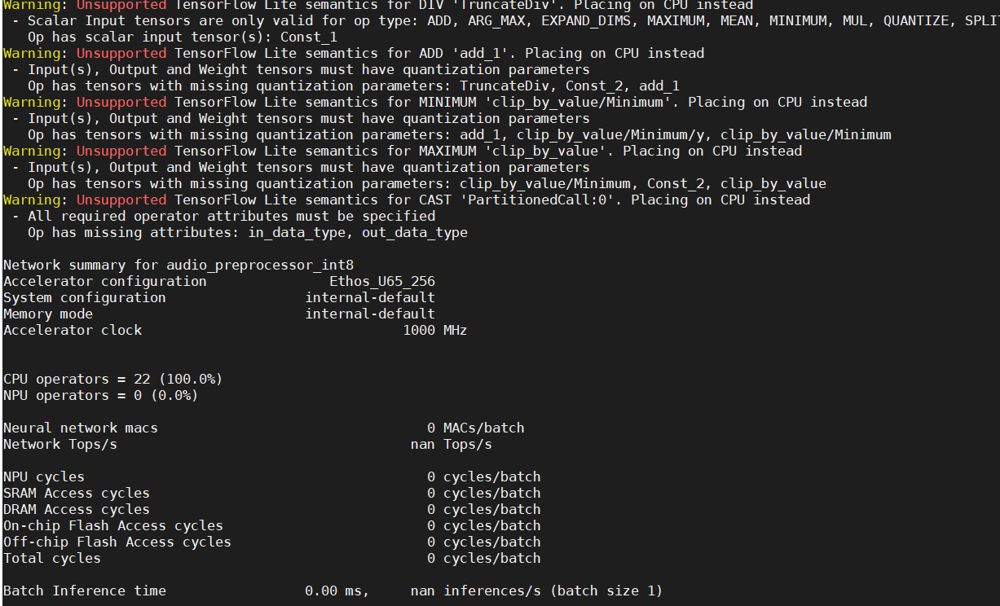 Warning: Unsupported TensorFlow Lite semantics for DIV 'TruncateDiv'. Placing on CPU instead
 - Scalar Input tensors are only valid for op type: ADD, ARG_MAX, EXPAND_DIMS, MAXIMUM, MEAN, MINIMUM, MUL, QUANTIZE, SPLI
   Op has scalar input tensor(s): Const_1
Warning: Unsupported TensorFlow Lite semantics for ADD 'add_1'. Placing on CPU instead
 - Input(s), Output and Weight tensors must have quantization parameters
   Op has tensors with missing quantization parameters: TruncateDiv, Const_2, add_1
Warning: Unsupported TensorFlow Lite semantics for MINIMUM 'clip_by_value/Minimum'. Placing on CPU instead
 - Input(s), Output and Weight tensors must have quantization parameters
   Op has tensors with missing quantization parameters: add_1, clip_by_value/Minimum/y, clip_by_value/Minimum
Warning: Unsupported TensorFlow Lite semantics for MAXIMUM 'clip_by_value'. Placing on CPU instead
 - Input(s), Output and Weight tensors must have quantization parameters
   Op has tensors with missing quantization parameters: clip_by_value/Minimum, Const_2, clip_by_value
Warning: Unsupported TensorFlow Lite semantics for CAST 'PartitionedCall:0'. Placing on CPU instead
 - All required operator attributes must be specified
   Op has missing attributes: in_data_type, out_data_type
Network summary for audio_preprocessor_int8
Accelerator configuration Ethos_U65_256
System configuration internal-default
Memory mode internal-default
Accelerator clock 1000 MHz
CPU operators = 22 (100.0%)
NPU operators = 0 (0.0%)
Neural network macs 0 MACs/batch
Network Tops/s nan Tops/s
NPU cycles 0 cycles/batch
SRAM Access cycles 0 cycles/batch
DRAM Access cycles 0 cycles/batch
On-chip Flash Access cycles 0 cycles/batch
Off-chip Flash Access cycles 0 cycles/batch
Total cycles 0 cycles/batch
Batch Inference time 0.00 ms, nan inferences/s (batch size 1)